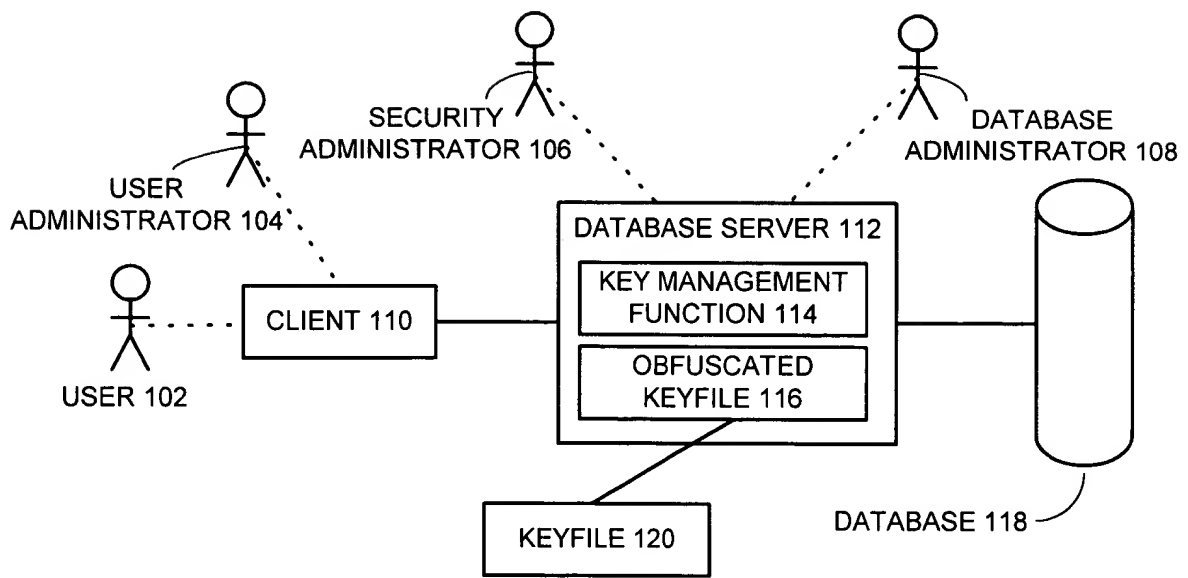 SECURITY
ADMINISTRATOR 106
DATABASE
ADMINISTRATOR 108
USER
ADMINISTRATOR 104
DATABASE SERVER 112
KEY MANAGEMENT
FUNCTION 114
CLIENT 110
OBFUSCATED
KEYFILE 116
USER 102
KEYFILE 120
DATABASE 118